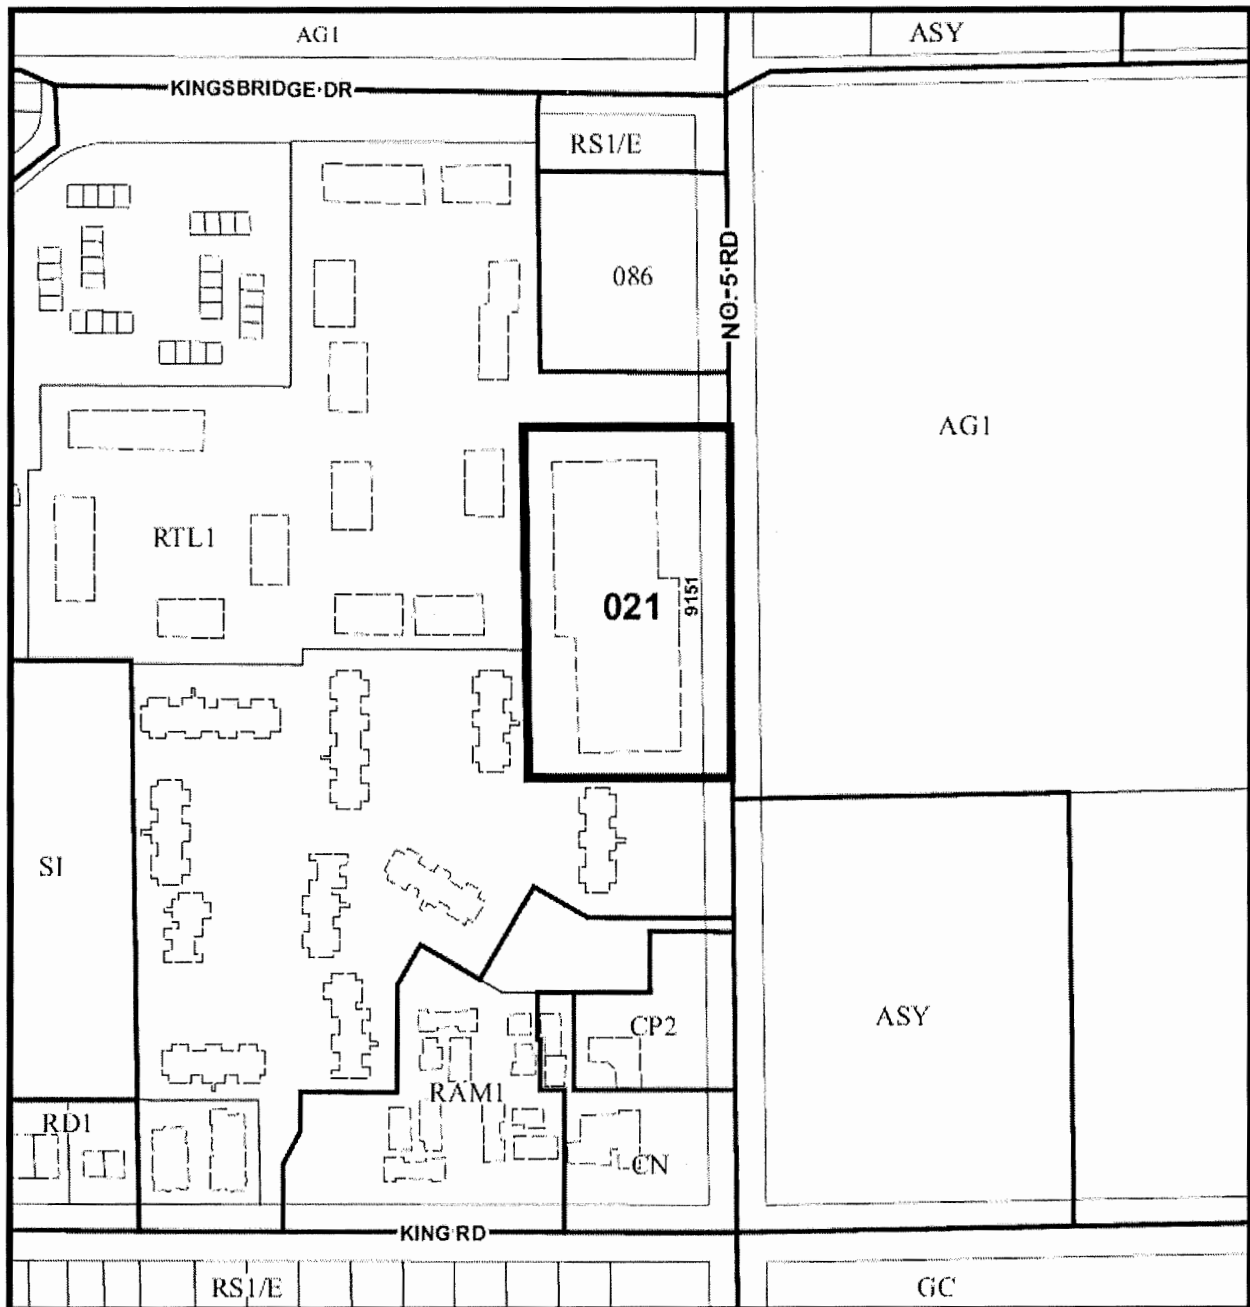 AG1
ASY
KINGSBRIDGE DR
RS1/E
086
NO. 5 RD
AG1
RTL1
021
9151
SI
CP2
ASY
RAM1
RD1
CN
KING RD
RS1/E
GC